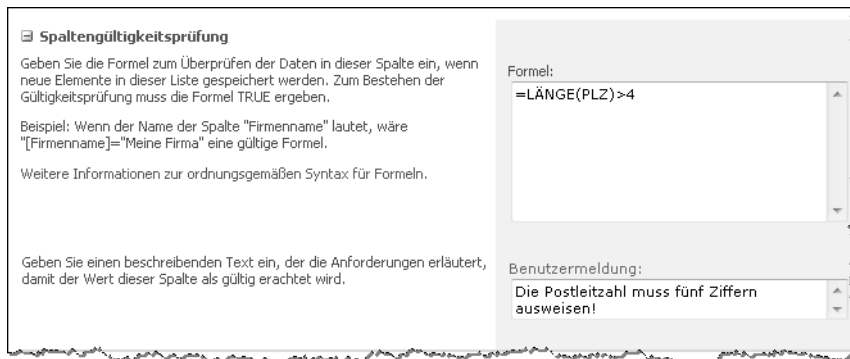 Spaltengültigkeitsprüfung
Geben Sie die Formel zum Überprüfen der Daten in dieser Spalte ein, wenn
neue Elemente in dieser Liste gespeichert werden. Zum Bestehen der
Gültigkeitsprüfung muss die Formel TRUE ergeben.
Beispiel: Wenn der Name der Spalte "Firmenname" lautet, wäre
"[Firmenname]="Meine Firma" eine gültige Formel.
Weitere Informationen zur ordnungsgemäßen Syntax für Formeln.
Formel:
=LÄNGE(PLZ)>4
Geben Sie einen beschreibenden Text ein, der die Anforderungen erläutert,
damit der Wert dieser Spalte als gültig erachtet wird.
Benutzermeldung:
Die Postleitzahl muss fünf Ziffern
ausweisen!